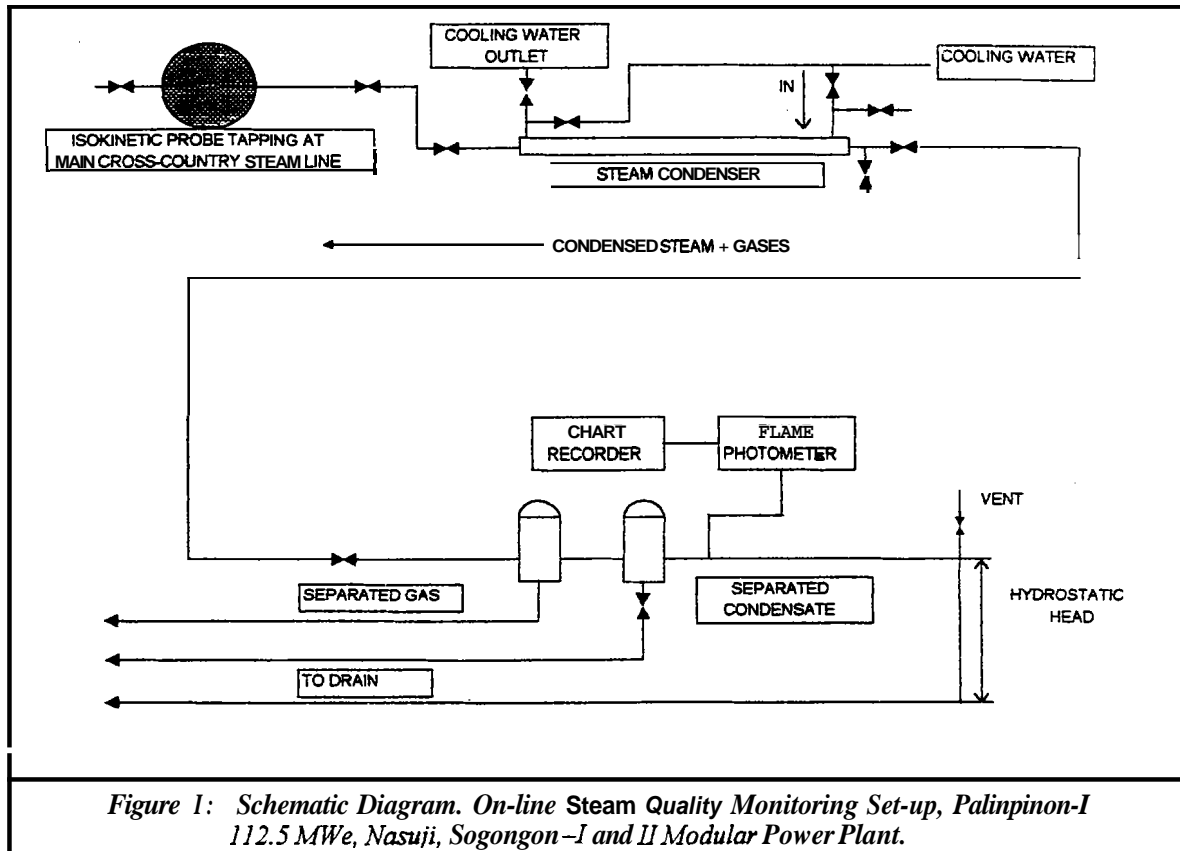 COOLING WATER
OUTLET
COOLING WATER
IN
ISOKINETIC PROBE TAPPING AT
MAIN CROSS-COUNTRY STEAM LINE
STEAM CONDENSER
CONDENSED STEAM + GASES
CHART
RECORDER
FLAME
PHOTOMETER
VENT
SEPARATED GAS
SEPARATED
CONDENSATE
HYDROSTATIC
HEAD
TO DRAIN
Figure 1: Schematic Diagram. On-line Steam Quality Monitoring Set-up, Palinpinon-I
112.5 MWe, Nasuji, Sogongon-I and II Modular Power Plant.